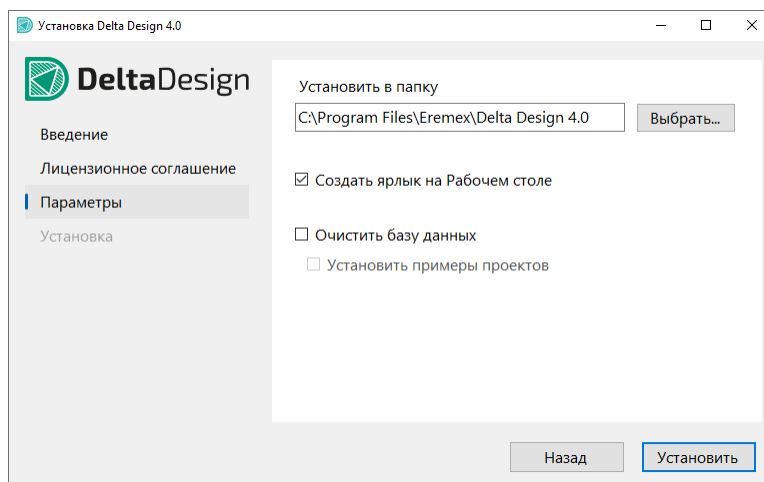 Установка Delta Design 4.0
DeltaDesign
Введение
Лицензионное соглашение
Параметры
Установка
Установить в папку
C:\Program Files\Eremex\Delta Design 4.0
Выбрать...
Создать ярлык на Рабочем столе
Очистить базу данных
Установить примеры проектов
Назад
Установить